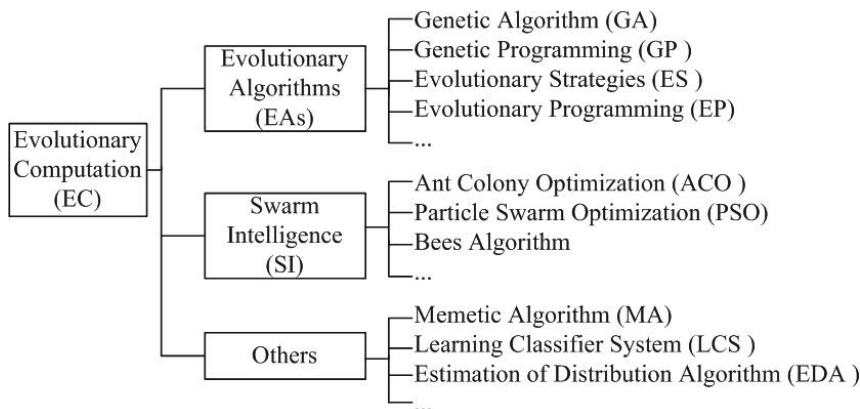 Evolutionary
Computation
(EC)
Evolutionary
Algorithms
(EAs)
Genetic Algorithm (GA)
Genetic Programming (GP )
Evolutionary Strategies (ES )
Evolutionary Programming (EP)
...
Swarm
Intelligence
(SI)
Ant Colony Optimization (ACO )
Particle Swarm Optimization (PSO)
Bees Algorithm
...
Others
Memetic Algorithm (MA)
Learning Classifier System (LCS )
Estimation of Distribution Algorithm (EDA )
...